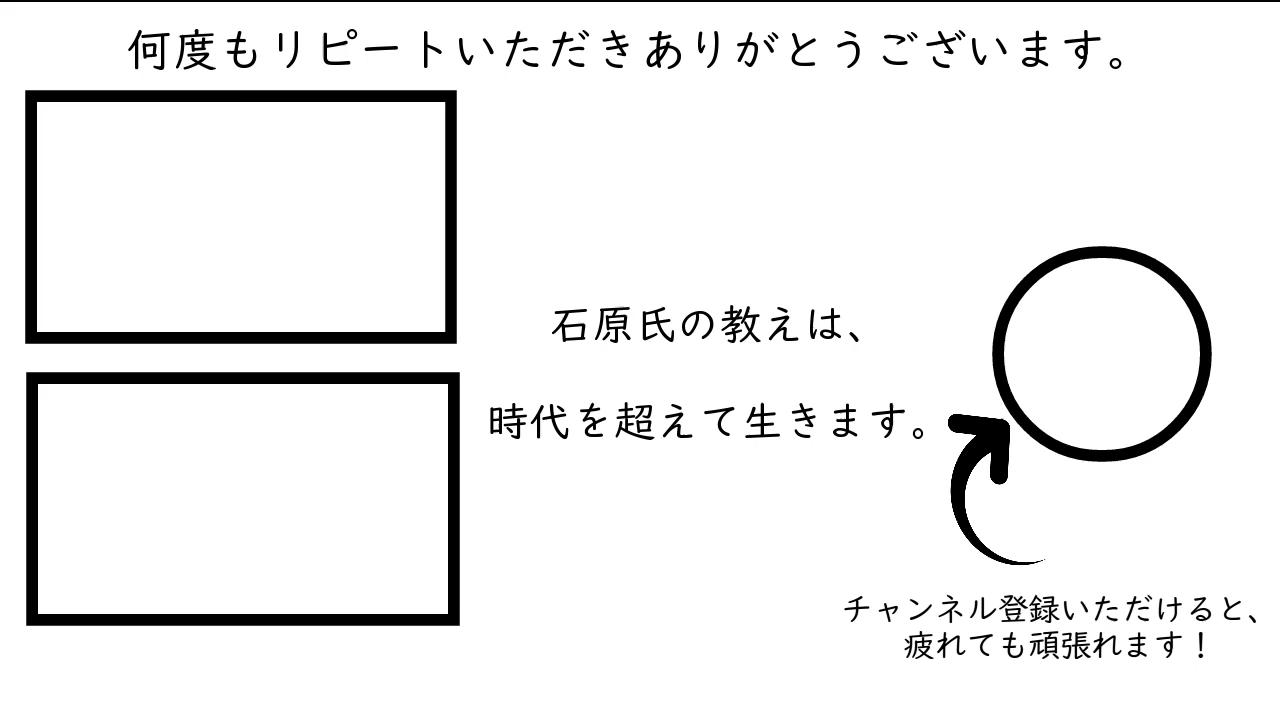 何度もリピートいただきありがとうございます。
石原氏の教えは、
時代を超えて生きます。
チャンネル登録いただけると、
疲れても頑張れます！